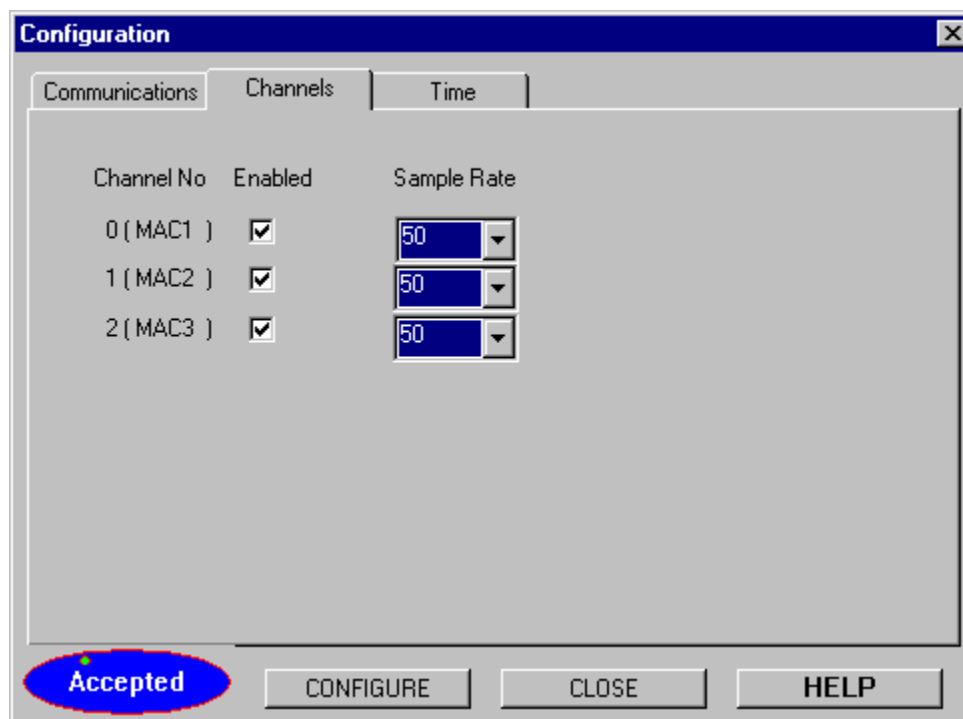 Configuration
Communications Channels Time
Channel No Enabled Sample Rate
0 ( MAC1 ) 50
1 ( MAC2 ) 50
2 ( MAC3 ) 50
Accepted CONFIGURE CLOSE HELP